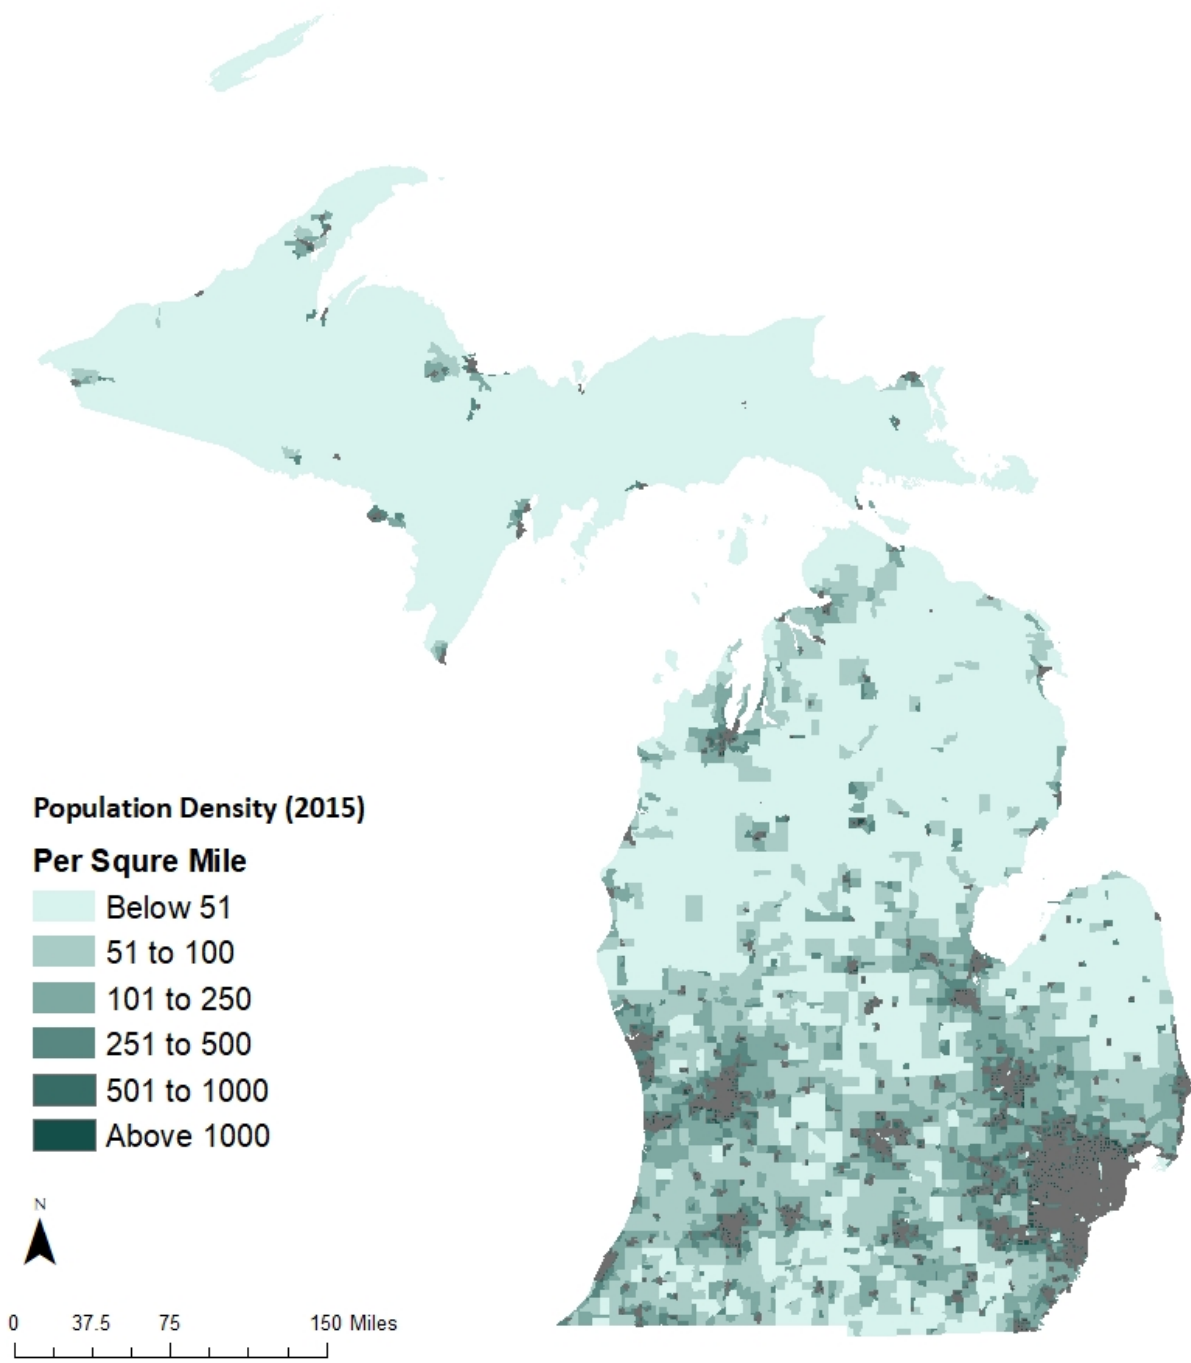 Population Density (2015)
Per Squre Mile
Below 51
51 to 100
101 to 250
251 to 500
501 to 1000
Above 1000
N
0 37.5 75 150 Miles